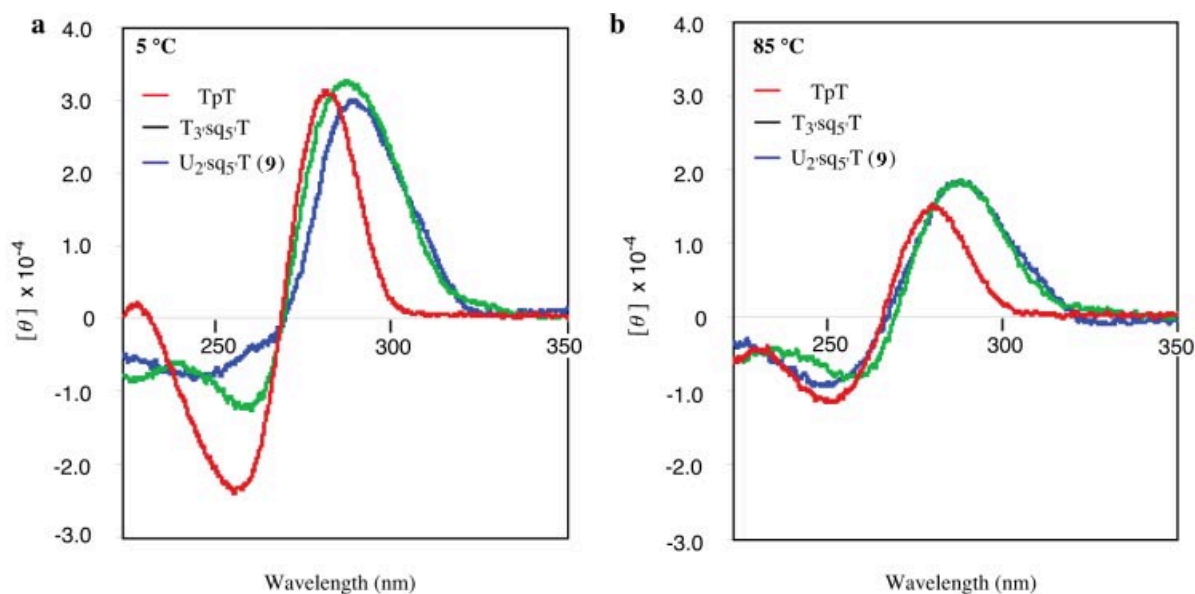 a
5 °C
TpT
T3'sq5'T
U2'sq5'T (9)
4.0
3.0
2.0
1.0
0
-1.0
-2.0
-3.0
[θ] x 10-4
250
300
350
Wavelength (nm)
b
85 °C
TpT
T3'sq5'T
U2'sq5'T (9)
4.0
3.0
2.0
1.0
0
-1.0
-2.0
-3.0
[θ] x 10-4
250
300
350
Wavelength (nm)